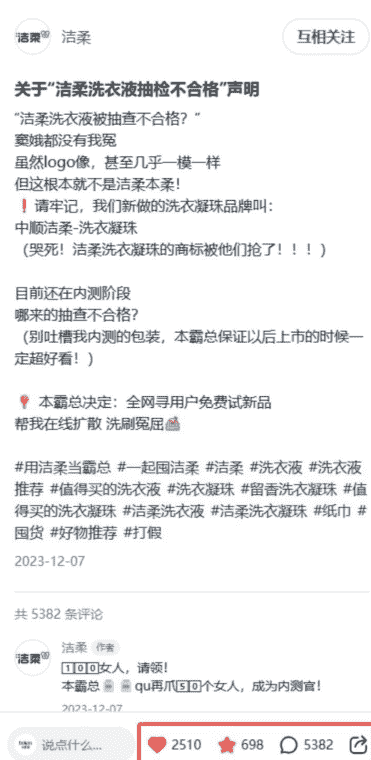 洁柔
洁柔
互相关注
关于“洁柔洗衣液抽检不合格”声明
“洁柔洗衣液被抽查不合格？”
窦娥都没有我冤
虽然logo像，甚至几乎一模一样
但这根本就不是洁柔本柔！
❗请牢记，我们新做的洗衣凝珠品牌叫：
中顺洁柔-洗衣凝珠
（哭死！洁柔洗衣凝珠的商标被他们抢了！！！）
目前还在内测阶段
哪来的抽查不合格？
（别吐槽我内测的包装，本霸总保证以后上市的时候一
定超好看！）
本霸总决定：全网寻用户免费试新品
帮我在线扩散 洗刷冤屈
#用洁柔当霸总 #一起囤洁柔 #洁柔 #洗衣液 #洗衣液
推荐 #值得买的洗衣液 #洗衣凝珠 #留香洗衣凝珠 #值
得买的洗衣凝珠 #洁柔洗衣液 #洁柔洗衣凝珠 #纸巾 #
囤货 #好物推荐 #打假
2023-12-07
共 5382 条评论
洁柔
洁柔 作者
1️⃣0️⃣0️⃣女人，请领！
本霸总qu再爪5️⃣0️⃣个女人，成为内测官！
2023-12-07
说点什么...
2510
698
5382